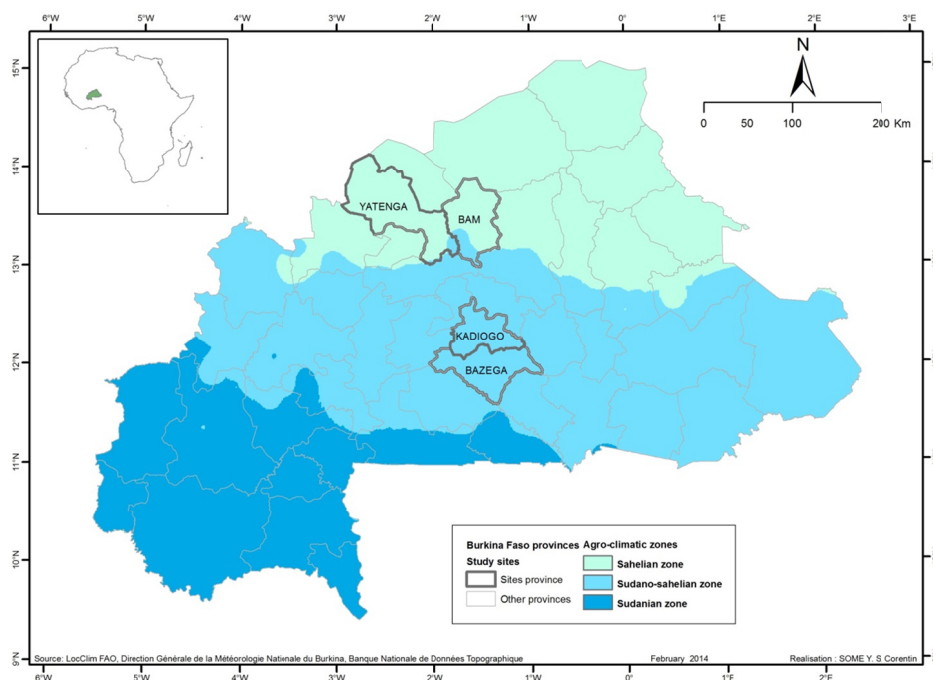 6°W 5°W 4°W 3°W 2°W 1°W 0° 1°E 2°E 3°E
15°N
14°N
13°N
12°N
11°N
10°N
9°N
N
0 50 100 200 Km
YATENGA
BAM
KADIOGO
BAZEGA
Burkina Faso provinces Agro-climatic zones
Study sites
Sites province
Other provinces
Sahelian zone
Sudano-sahelian zone
Sudanian zone
Source: LocClim FAO, Direction Générale de la Météorologie Nationale du Burkina, Banque Nationale de Données Topographique February 2014 Realisation : SOME Y. S Corentin
6°W 5°W 4°W 3°W 2°W 1°W 0° 1°E 2°E